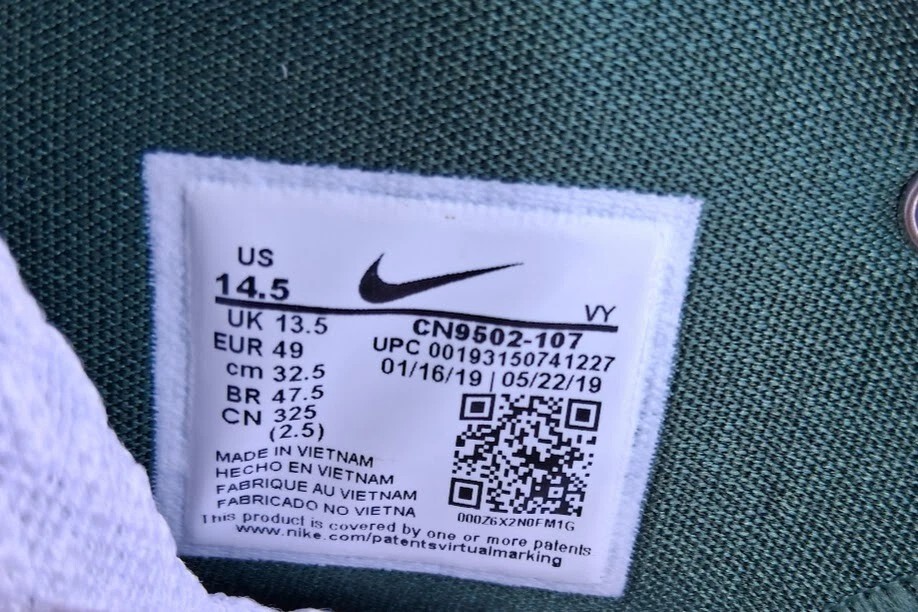 US
14.5
VY
UK 13.5
EUR 49
cm 32.5
BR 47.5
CN 325
(2.5)
CN9502-107
UPC 00193150741227
01/16/19 | 05/22/19
000Z6X2N0FM1G
MADE IN VIETNAM
HECHO EN VIETNAM
FABRIQUE AU VIETNAM
FABRICADO NO VIETNA
This product is covered by one or more patents
www.nike.com/patentsvirtualmarking